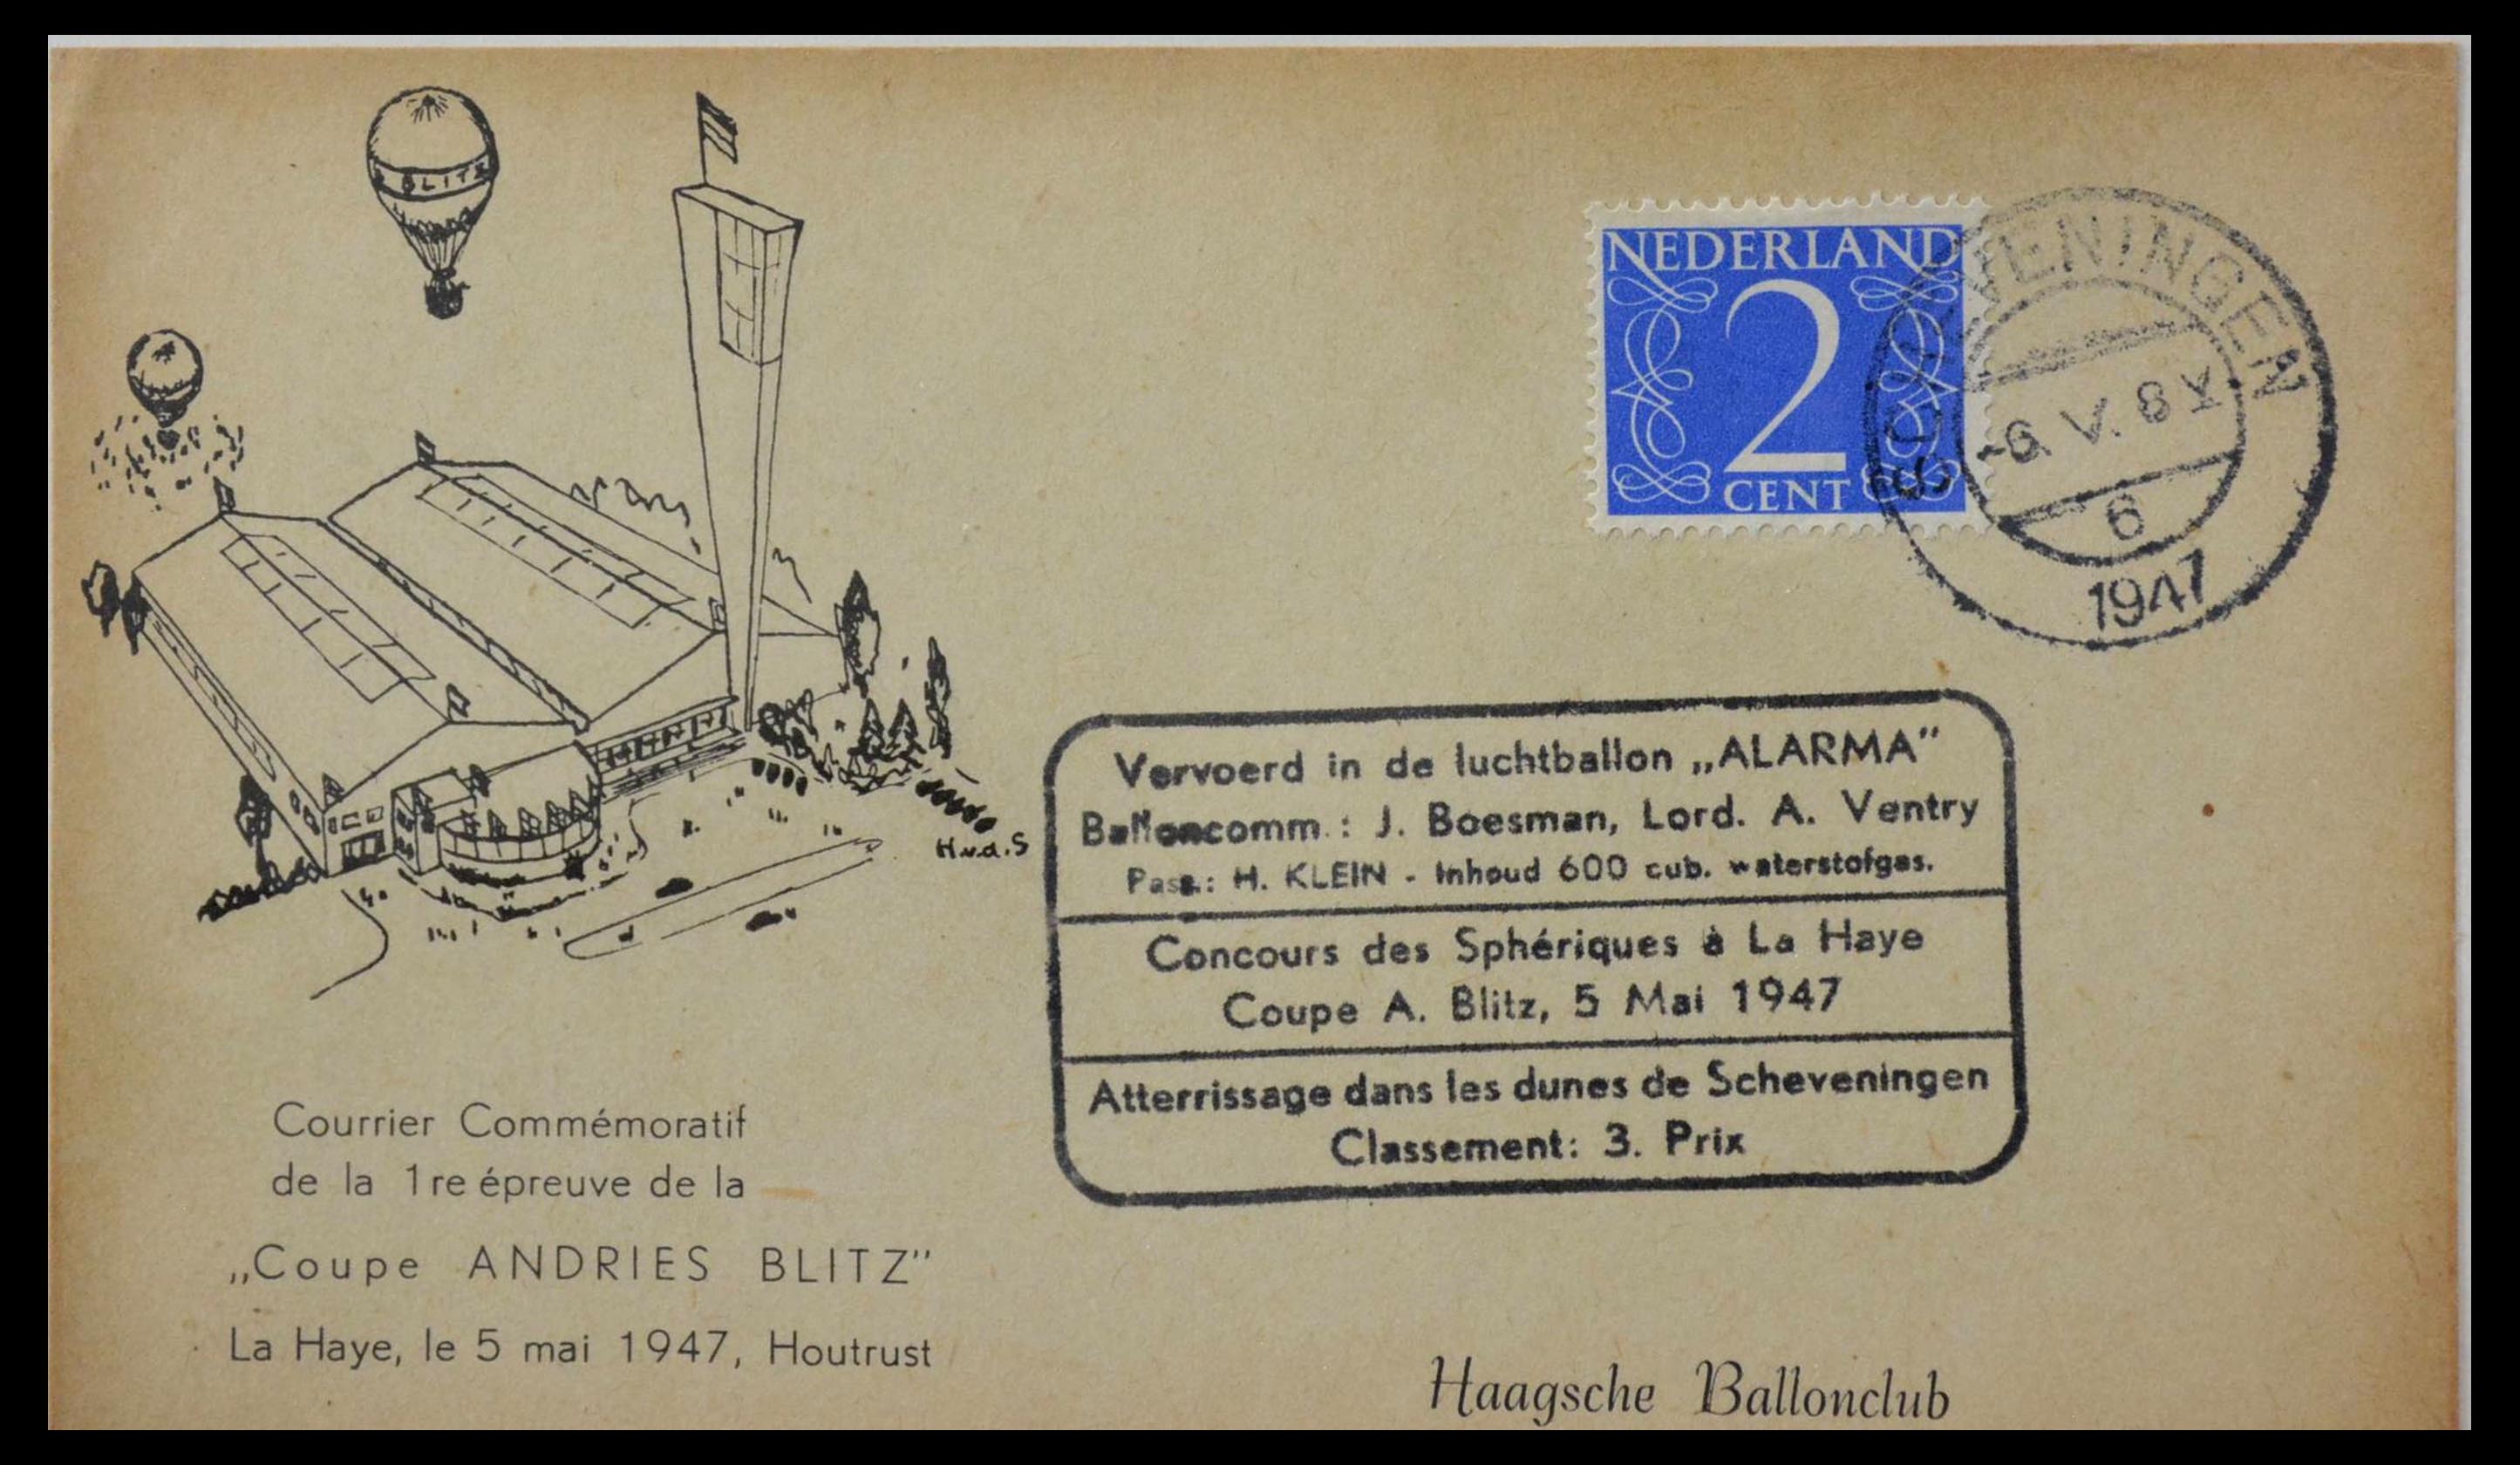 BLITZ
H.v.d.S
Courrier Commémoratif
de la 1re épreuve de la
„Coupe ANDRIES BLITZ”
La Haye, le 5 mai 1947, Houtrust
NEDERLAND
2
CENT
SCHEVENINGEN
-6. V. 8 X
6
1947
Vervoerd in de luchtballon „ALARMA”
Balloncomm.: J. Boesman, Lord. A. Ventry
Pass.: H. KLEIN - Inhoud 600 cub. waterstofgas.
Concours des Sphériques à La Haye
Coupe A. Blitz, 5 Mai 1947
Atterrissage dans les dunes de Scheveningen
Classement: 3. Prix
Haagsche Ballonclub